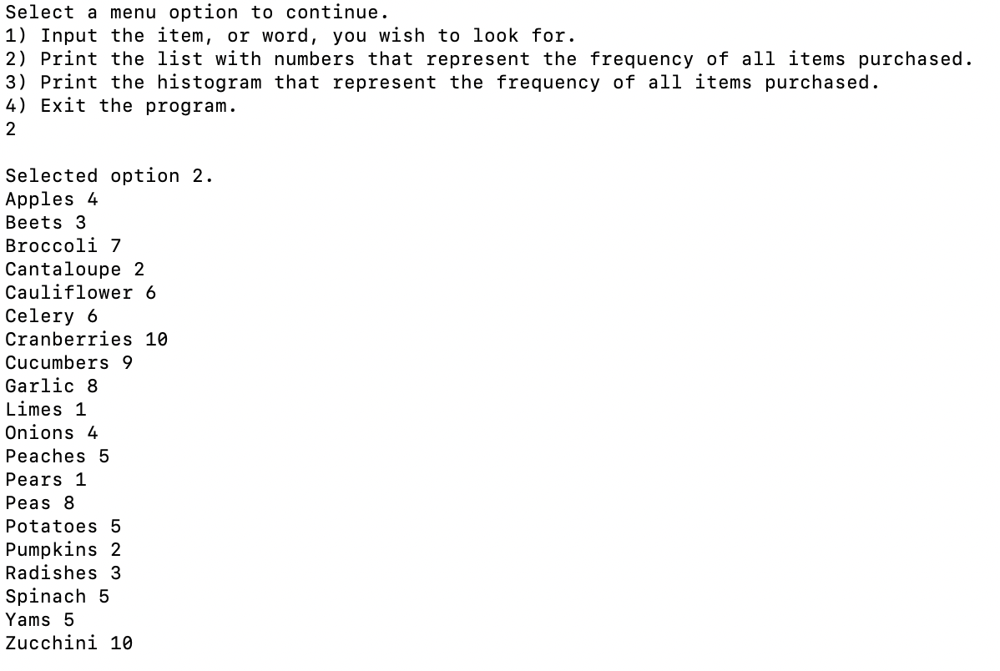 Select a menu option to continue.
1) Input the item, or word, you wish to look for.
2) Print the list with numbers that represent the frequency of all items purchased.
3) Print the histogram that represent the frequency of all items purchased.
4) Exit the program.
2
Selected option 2.
Apples 4
Beets 3
Broccoli 7
Cantaloupe 2
Cauliflower 6
Celery 6
Cranberries 10
Cucumbers 9
Garlic 8
Limes 1
Onions 4
Peaches 5
Pears 1
Peas 8
Potatoes 5
Pumpkins 2
Radishes 3
Spinach 5
Yams 5
Zucchini 10